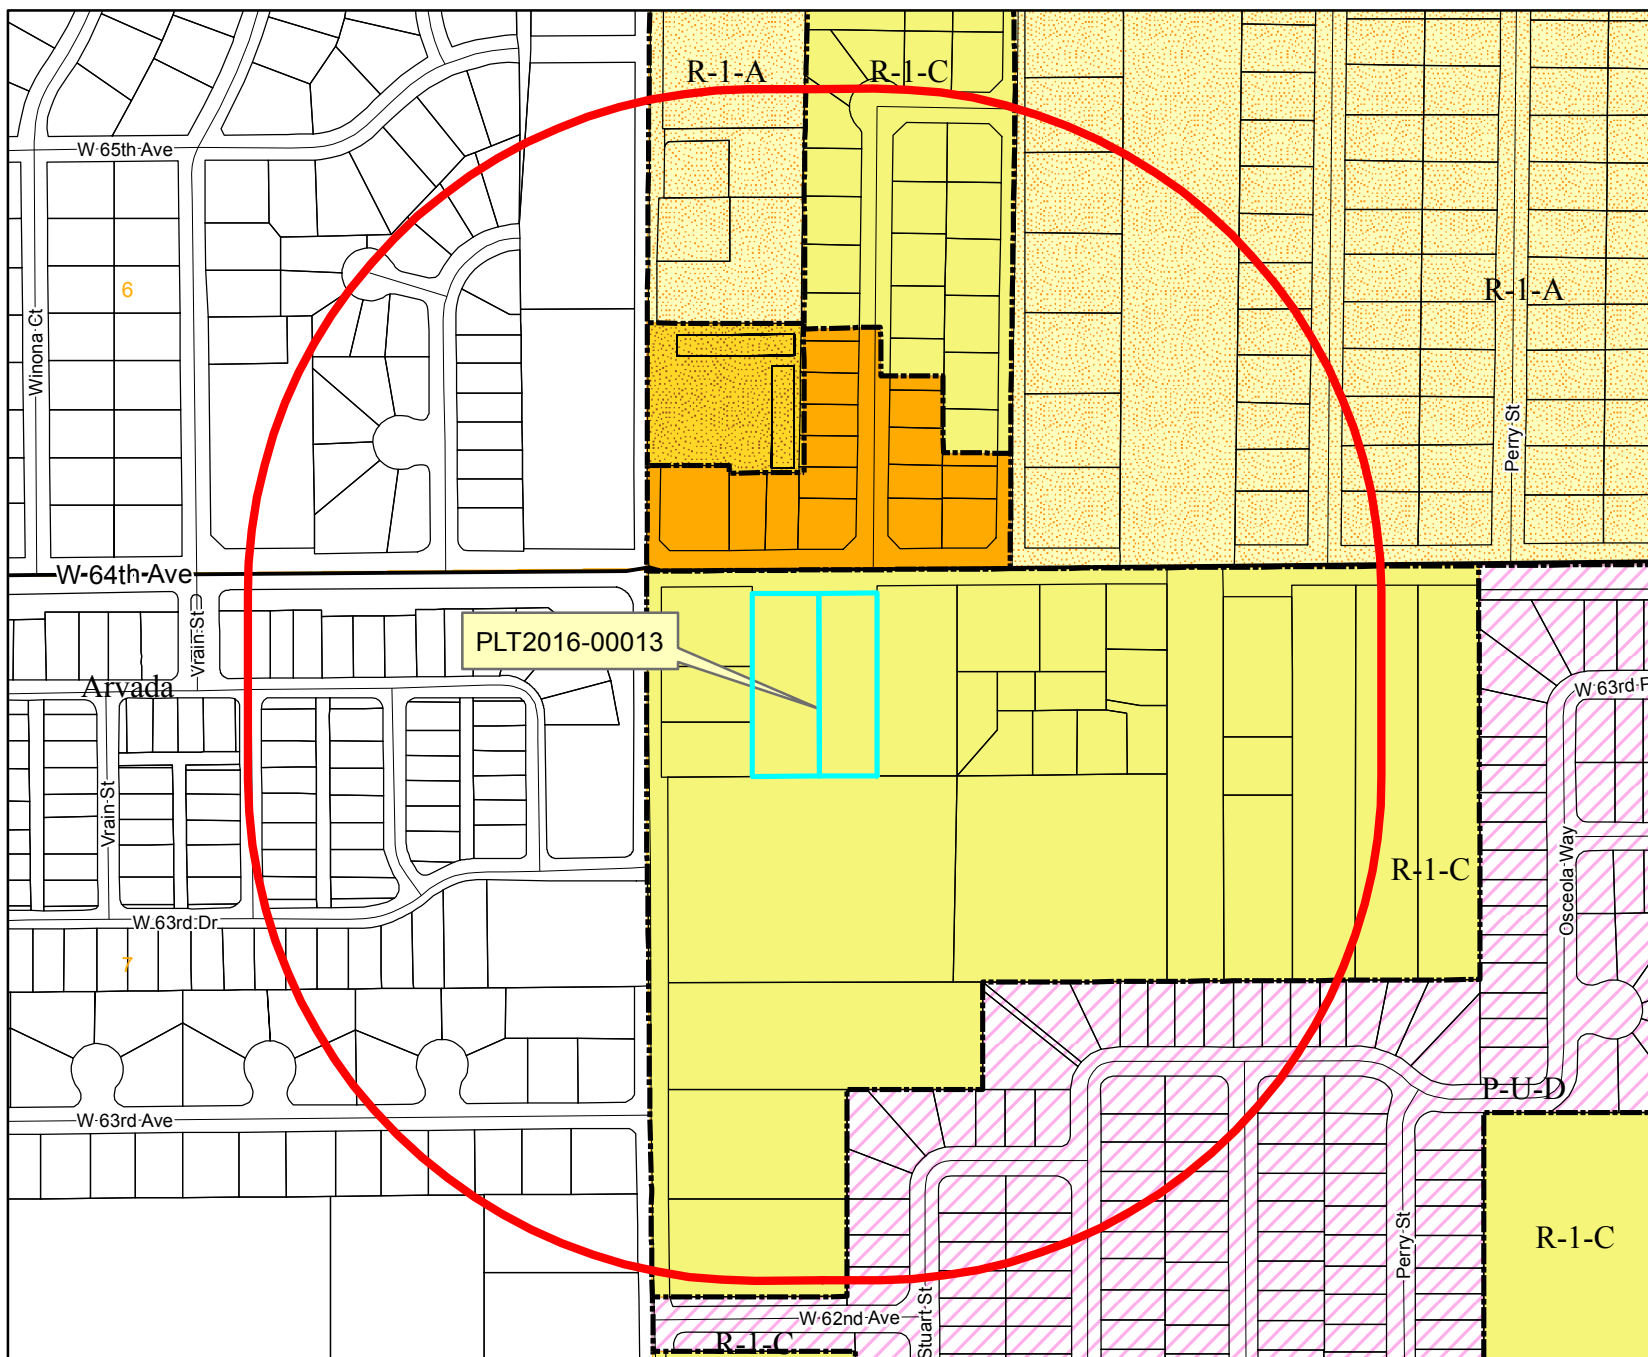 R-1-A
R-1-C
W 65th Ave
6
R-1-A
Winona Ct
Perry St
W 64th Ave
Vrain St
PLT2016-00013
Arvada
W 63rd P
Vrain St
Osceola Way
R-1-C
W 63rd Dr
7
P-U-D
W 63rd Ave
Perry St
R-1-C
Stuart St
W 62nd Ave
R-1-C